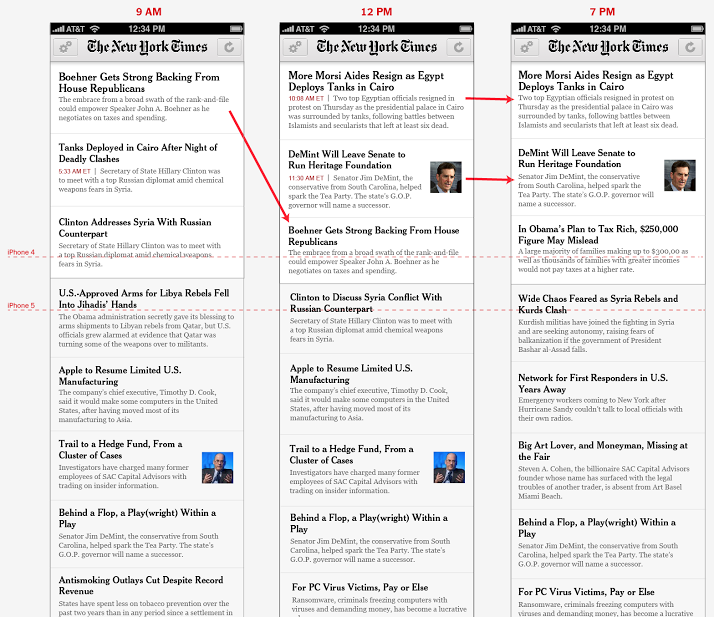 9 AM
AT&T 12:34 PM
The New York Times
Boehner Gets Strong Backing From
House Republicans
The embrace from a broad swath of the rank-and-file
could empower Speaker John A. Boehner as he
negotiates on taxes and spending.
Tanks Deployed in Cairo After Night of
Deadly Clashes
5:33 AM ET | Secretary of State Hillary Clinton was
to meet with a top Russian diplomat amid chemical
weapons fears in Syria.
Clinton Addresses Syria With Russian
Counterpart
Secretary of State Hillary Clinton was to meet with
a top Russian diplomat amid chemical weapons
fears in Syria.
iPhone 4
iPhone 5
U.S.-Approved Arms for Libya Rebels Fell
Into Jihadis' Hands
The Obama administration secretly gave its blessing to
arms shipments to Libyan rebels from Qatar, but U.S.
officials grew alarmed at evidence that Qatar was
turning some of the weapons over to militants.
Apple to Resume Limited U.S.
Manufacturing
The company's chief executive, Timothy D. Cook,
said it would make some computers in the United
States, after having moved most of its
manufacturing to Asia.
Trail to a Hedge Fund, From a
Cluster of Cases
Investigators have charged many former
employees of SAC Capital Advisors with
trading on insider information.
Behind a Flop, a Play(wright) Within a
Play
Senator Jim DeMint, the conservative from South
Carolina, helped spark the Tea Party. The state's
G.O.P. governor will name a successor.
Antismoking Outlays Cut Despite Record
Revenue
States have spent less on tobacco prevention over the
past two years than in any period since a settlement in
12 PM
AT&T 12:34 PM
The New York Times
More Morsi Aides Resign as Egypt
Deploys Tanks in Cairo
10:08 AM ET | Two top Egyptian officials resigned in
protest on Thursday as the presidential palace in Cairo
was surrounded by tanks, following battles between
Islamists and secularists that left at least six dead.
DeMint Will Leave Senate to
Run Heritage Foundation
11:30 AM ET | Senator Jim DeMint, the
conservative from South Carolina, helped
spark the Tea Party. The state's G.O.P.
governor will name a successor.
Boehner Gets Strong Backing From House
Republicans
The embrace from a broad swath of the rank-and-file
could empower Speaker John A. Boehner as he
negotiates on taxes and spending.
Clinton to Discuss Syria Conflict With
Russian Counterpart
Secretary of State Hillary Clinton was to meet with
a top Russian diplomat amid chemical weapons
fears in Syria.
Apple to Resume Limited U.S.
Manufacturing
The company's chief executive, Timothy D. Cook,
said it would make some computers in the United
States, after having moved most of its
manufacturing to Asia.
Trail to a Hedge Fund, From a
Cluster of Cases
Investigators have charged many former
employees of SAC Capital Advisors with
trading on insider information.
Behind a Flop, a Play(wright) Within a
Play
Senator Jim DeMint, the conservative from South
Carolina, helped spark the Tea Party. The state's
G.O.P. governor will name a successor.
For PC Virus Victims, Pay or Else
Ransomware, criminals freezing computers with
viruses and demanding money, has become a lucrative
7 PM
AT&T 12:34 PM
The New York Times
More Morsi Aides Resign as Egypt
Deploys Tanks in Cairo
Two top Egyptian officials resigned in protest on
Thursday as the presidential palace in Cairo was
surrounded by tanks, following battles between
Islamists and secularists that left at least six dead.
DeMint Will Leave Senate to
Run Heritage Foundation
Senator Jim DeMint, the conservative
from South Carolina, helped spark the
Tea Party. The state's G.O.P. governor will
name a successor.
In Obama's Plan to Tax Rich, $250,000
Figure May Mislead
A large majority of families making up to $300,00 as
well as thousands of families with greater incomes
would not pay taxes at a higher rate.
Wide Chaos Feared as Syria Rebels and
Kurds Clash
Kurdish militias have joined the fighting in Syria
and are seeking autonomy, raising fears of
balkanization if the government of President
Bashar al-Assad falls.
Network for First Responders in U.S.
Years Away
Emergency workers coming to New York after
Hurricane Sandy couldn't talk to local officials with
their own radios.
Big Art Lover, and Moneyman, Missing at
the Fair
Steven A. Cohen, the billionaire SAC Capital Advisors
founder whose name has surfaced with the legal
troubles of another trader, is absent from Art Basel
Miami Beach.
Behind a Flop, a Play(wright) Within a
Play
Senator Jim DeMint, the conservative from South
Carolina, helped spark the Tea Party. The state's
G.O.P. governor will name a successor.
For PC Virus Victims, Pay or Else
Ransomware, criminals freezing computers with
viruses and demanding money, has become a lucrative